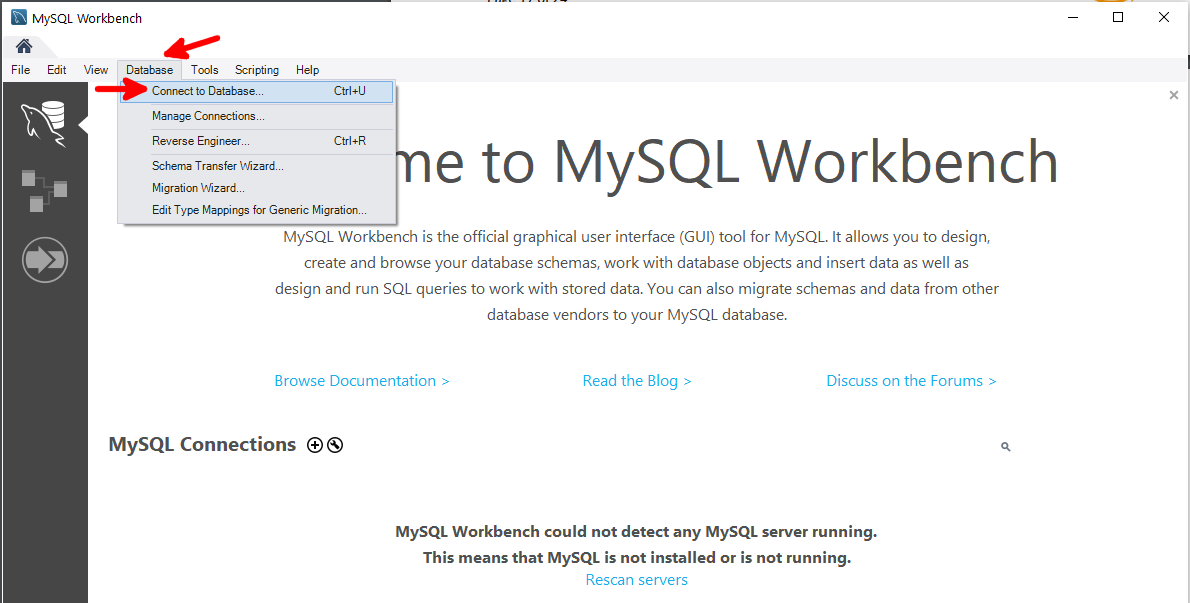 MySQL Workbench
File Edit View Database Tools Scripting Help
Connect to Database... Ctrl+U
Manage Connections...
Reverse Engineer... Ctrl+R
Schema Transfer Wizard...
Migration Wizard...
Edit Type Mappings for Generic Migration...
me to MySQL Workbench
MySQL Workbench is the official graphical user interface (GUI) tool for MySQL. It allows you to design,
create and browse your database schemas, work with database objects and insert data as well as
design and run SQL queries to work with stored data. You can also migrate schemas and data from other
database vendors to your MySQL database.
Browse Documentation > Read the Blog > Discuss on the Forums >
MySQL Connections
MySQL Workbench could not detect any MySQL server running.
This means that MySQL is not installed or is not running.
Rescan servers